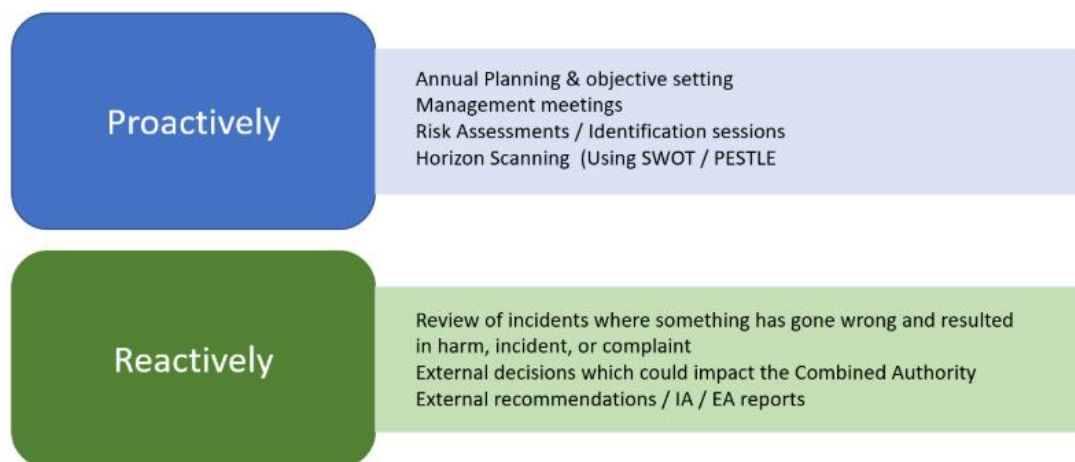 Proactively
Annual Planning & objective setting
Management meetings
Risk Assessments / Identification sessions
Horizon Scanning  (Using SWOT / PESTLE
Reactively
Review of incidents where something has gone wrong and resulted
in harm, incident, or complaint
External decisions which could impact the Combined Authority
External recommendations / IA / EA reports